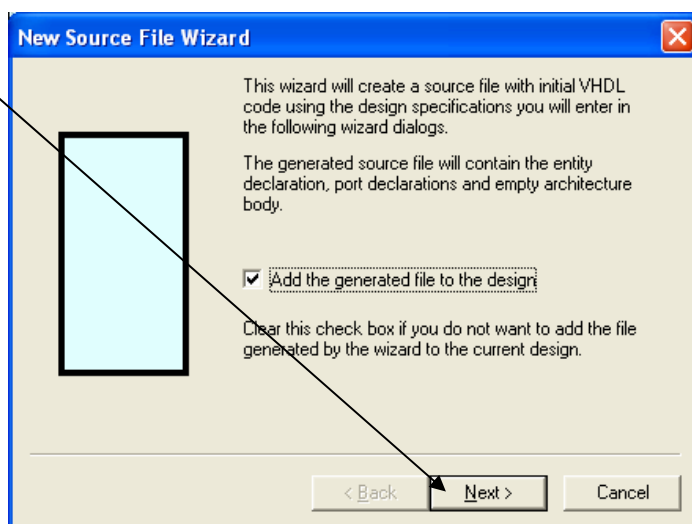 New Source File Wizard
This wizard will create a source file with initial VHDL
code using the design specifications you will enter in
the following wizard dialogs.
The generated source file will contain the entity
declaration, port declarations and empty architecture
body.
Add the generated file to the design
Clear this check box if you do not want to add the file
generated by the wizard to the current design.
< Back Next > Cancel